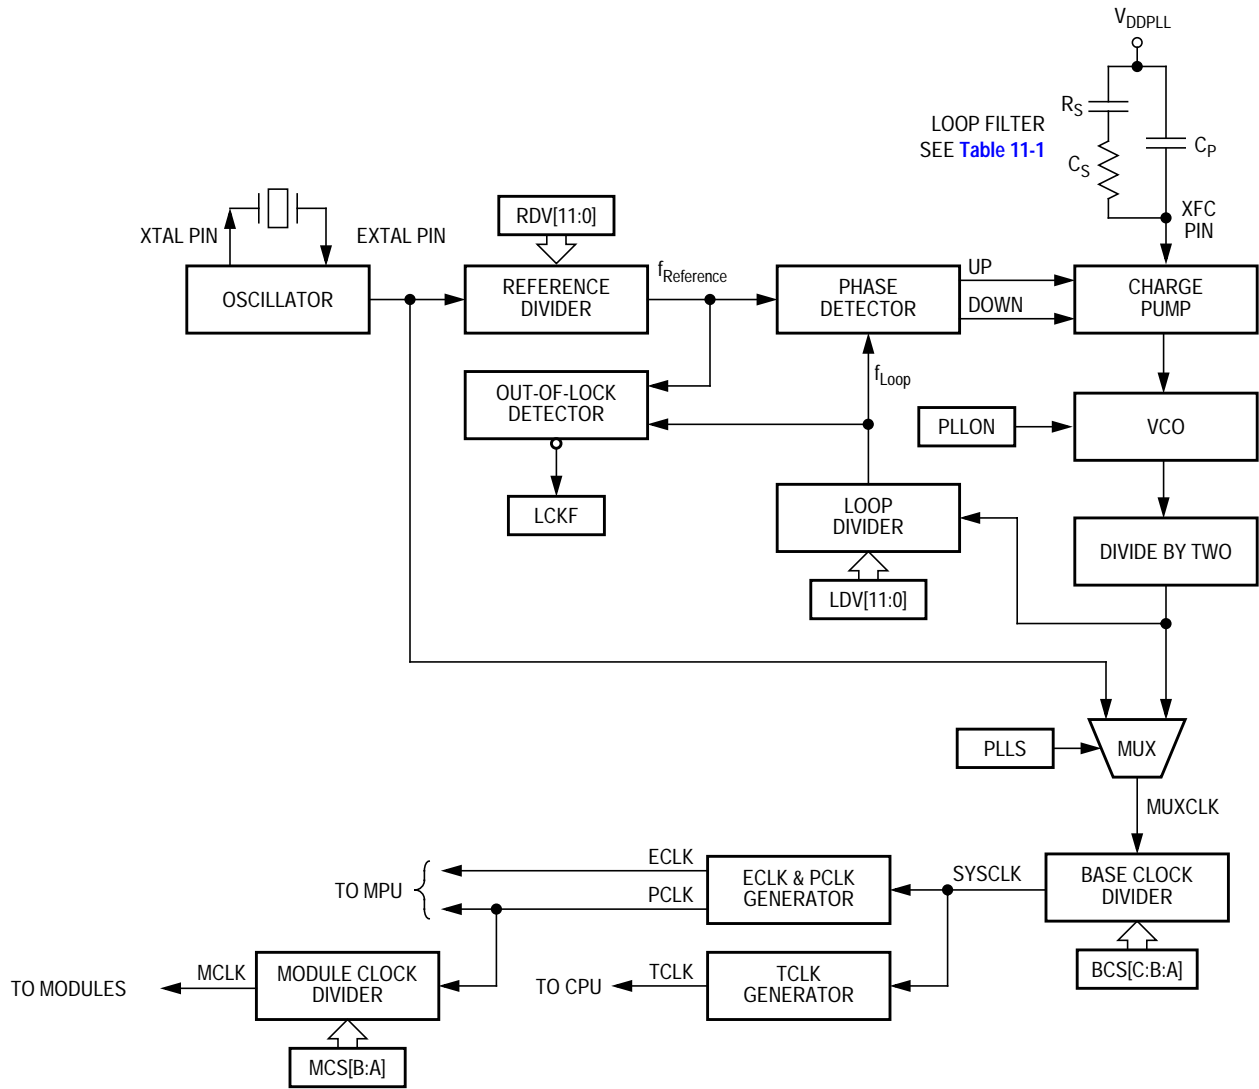 VDDPLL
RS
LOOP FILTER
SEE Table 11-1
CP
CS
XFC
PIN
RDV[11:0]
XTAL PIN
EXTAL PIN
fReference
UP
OSCILLATOR
REFERENCE
DIVIDER
PHASE
DETECTOR
CHARGE
PUMP
DOWN
fLoop
OUT-OF-LOCK
DETECTOR
PLLON
VCO
LCKF
LOOP
DIVIDER
DIVIDE BY TWO
LDV[11:0]
PLLS
MUX
MUXCLK
ECLK
TO MPU
PCLK
ECLK & PCLK
GENERATOR
SYSCLK
BASE CLOCK
DIVIDER
BCS[C:B:A]
TO MODULES
MCLK
MODULE CLOCK
DIVIDER
TO CPU
TCLK
TCLK
GENERATOR
MCS[B:A]